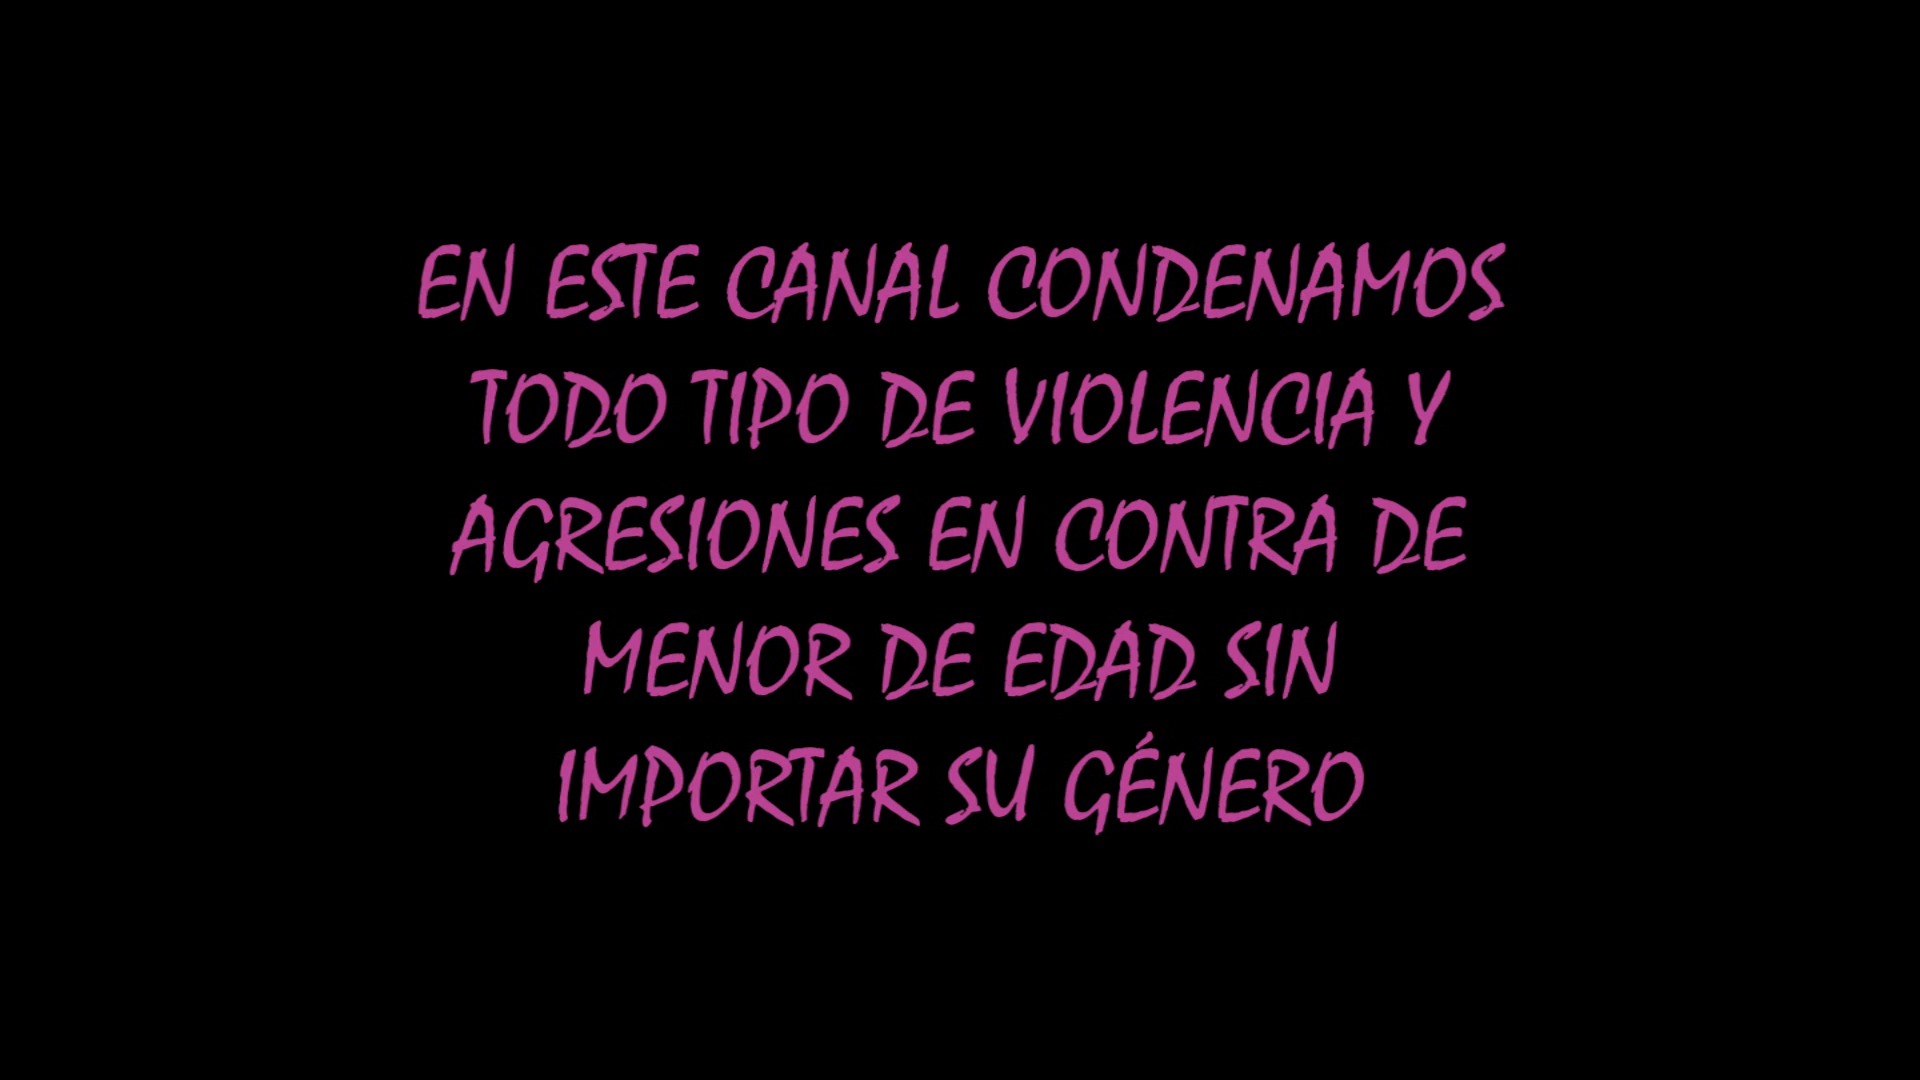 EN ESTE CANAL CONDENAMOS
TODO TIPO DE VIOLENCIA Y
AGRESIONES EN CONTRA DE
MENOR DE EDAD SIN
IMPORTAR SU GÉNERO